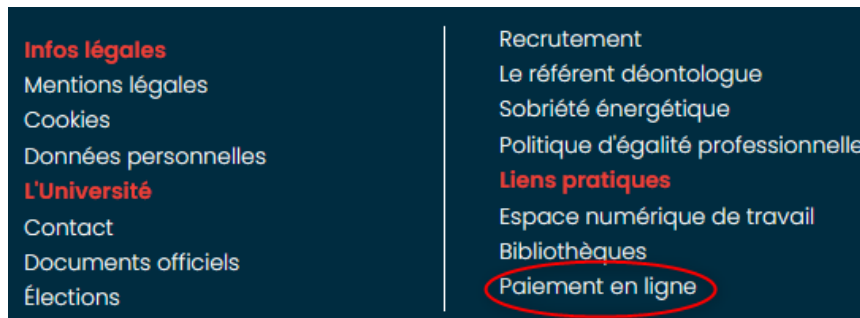 Infos légales
Mentions légales
Cookies
Données personnelles
L'Université
Contact
Documents officiels
Élections
Recrutement
Le référent déontologue
Sobriété énergétique
Politique d'égalité professionnelle
Liens pratiques
Espace numérique de travail
Bibliothèques
Paiement en ligne